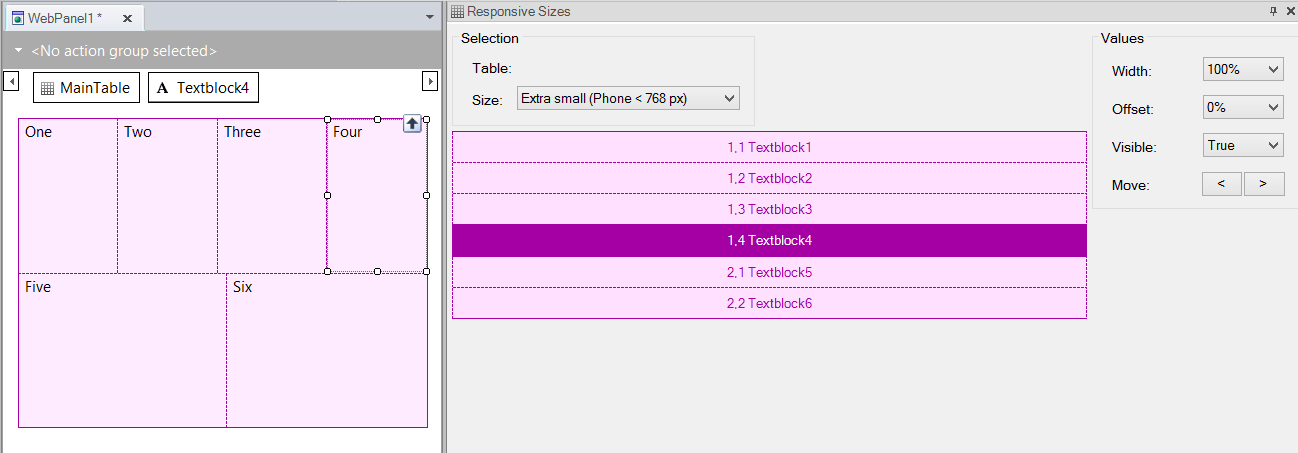 WebPanel1 *
<No action group selected>
MainTable
A Textblock4
One Two Three Four
Five Six
Responsive Sizes
Selection
Table:
Size: Extra small (Phone < 768 px)
1,1 Textblock1
1,2 Textblock2
1,3 Textblock3
1,4 Textblock4
2,1 Textblock5
2,2 Textblock6
Values
Width: 100%
Offset: 0%
Visible: True
Move: < >